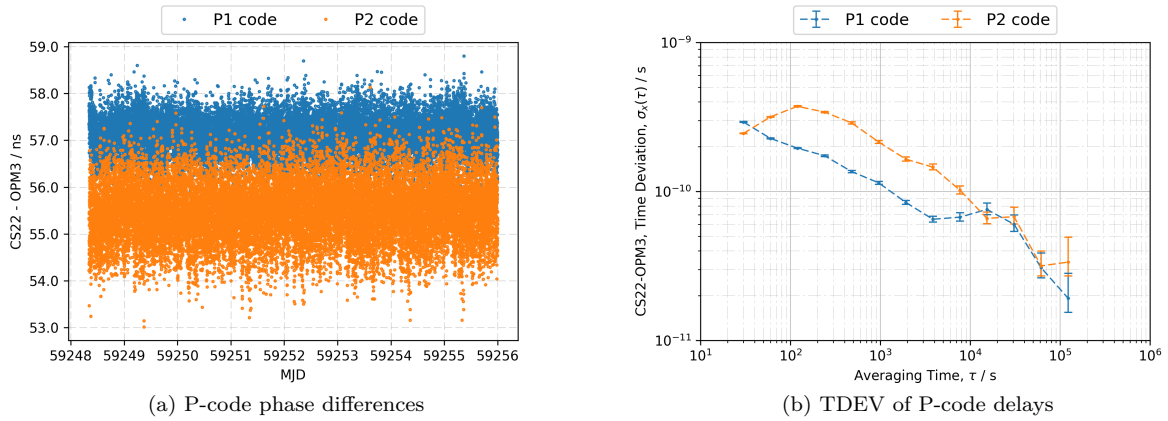 P1 code P2 code
59.0
58.0
57.0
56.0
55.0
54.0
53.0
CS22 - OPM3 / ns
59248 59249 59250 59251 59252 59253 59254 59255 59256
MJD
(a) P-code phase differences
P1 code P2 code
10⁻⁹
10⁻¹⁰
10⁻¹¹
CS22-OPM3, Time Deviation, σₓ(τ) / s
10¹ 10² 10³ 10⁴ 10⁵ 10⁶
Averaging Time, τ / s
(b) TDEV of P-code delays